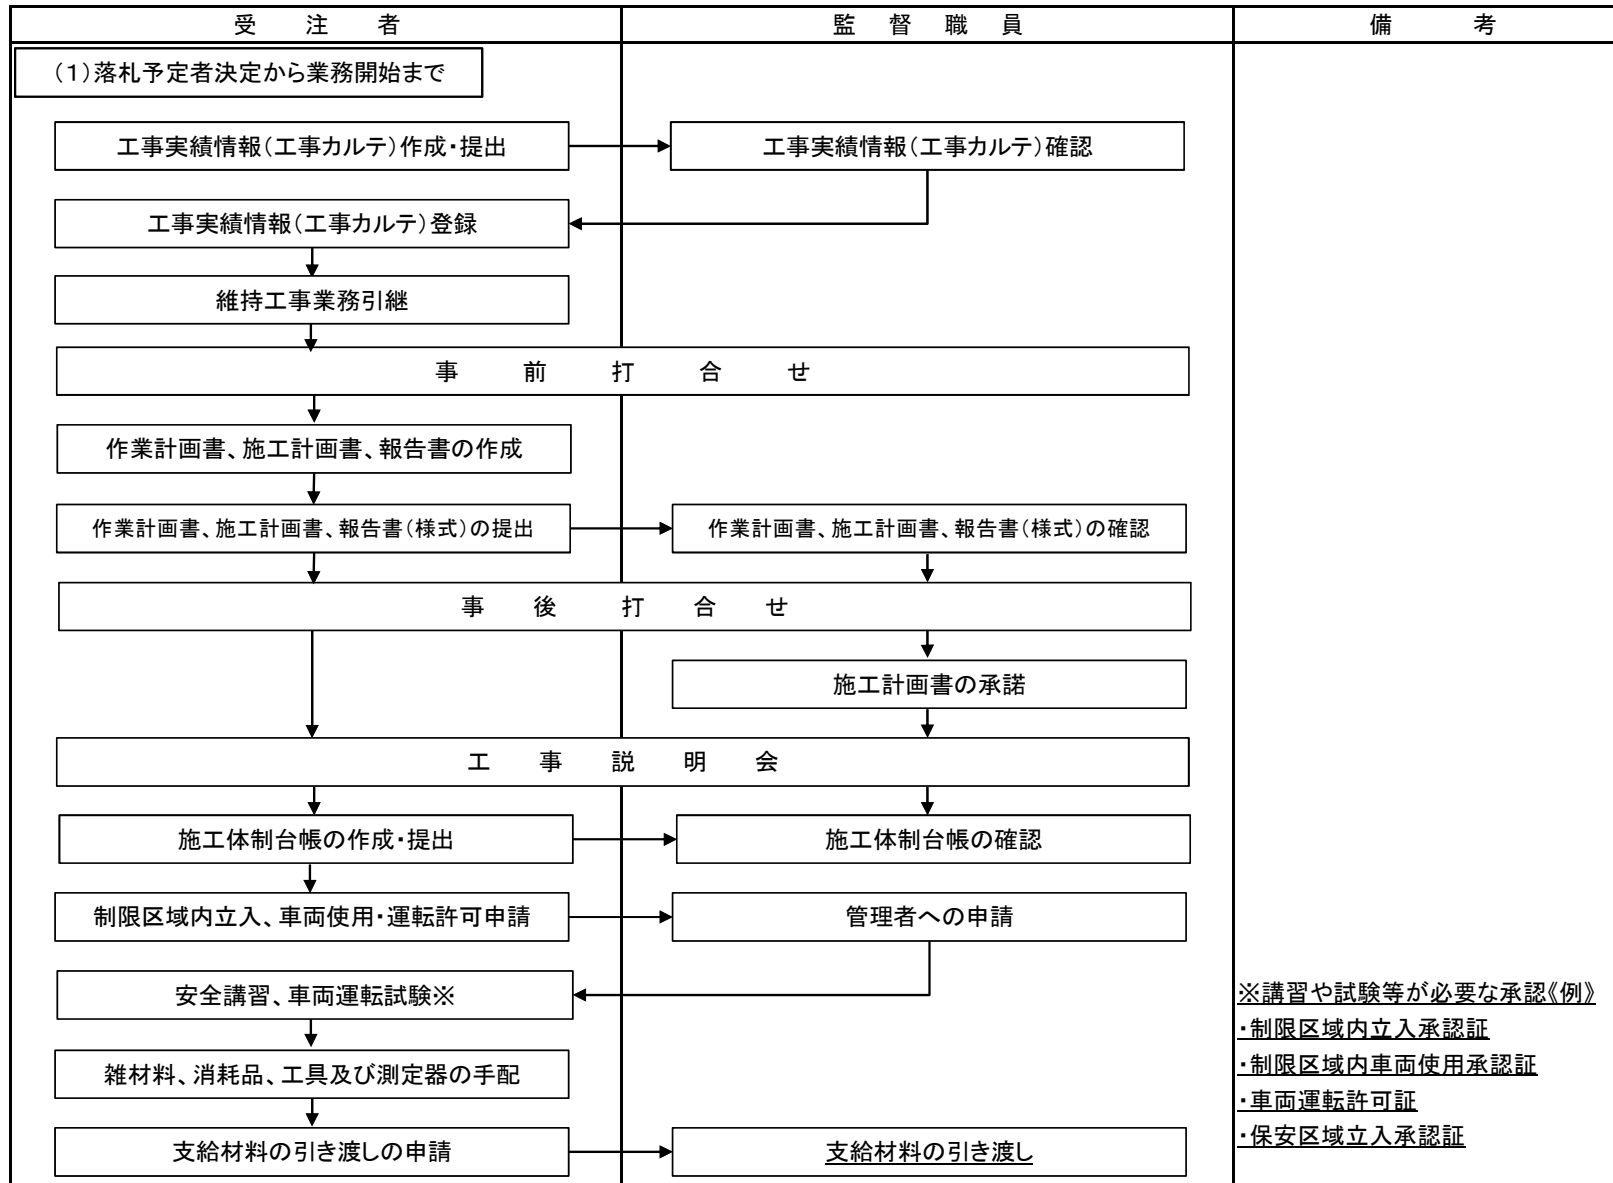 受注者
監督職員
備考
(1)落札予定者決定から業務開始まで
工事実績情報(工事カルテ)作成・提出
工事実績情報(工事カルテ)確認
工事実績情報(工事カルテ)登録
維持工事業務引継
事前打合せ
作業計画書、施工計画書、報告書の作成
作業計画書、施工計画書、報告書(様式)の提出
作業計画書、施工計画書、報告書(様式)の確認
事後打合せ
施工計画書の承諾
工事説明会
施工体制台帳の作成・提出
施工体制台帳の確認
制限区域内立入、車両使用・運転許可申請
管理者への申請
安全講習、車両運転試験※
※講習や試験等が必要な承認《例》
・制限区域内立入承認証
・制限区域内車両使用承認証
・車両運転許可証
・保安区域立入承認証
雑材料、消耗品、工具及び測定器の手配
支給材料の引き渡しの申請
支給材料の引き渡し